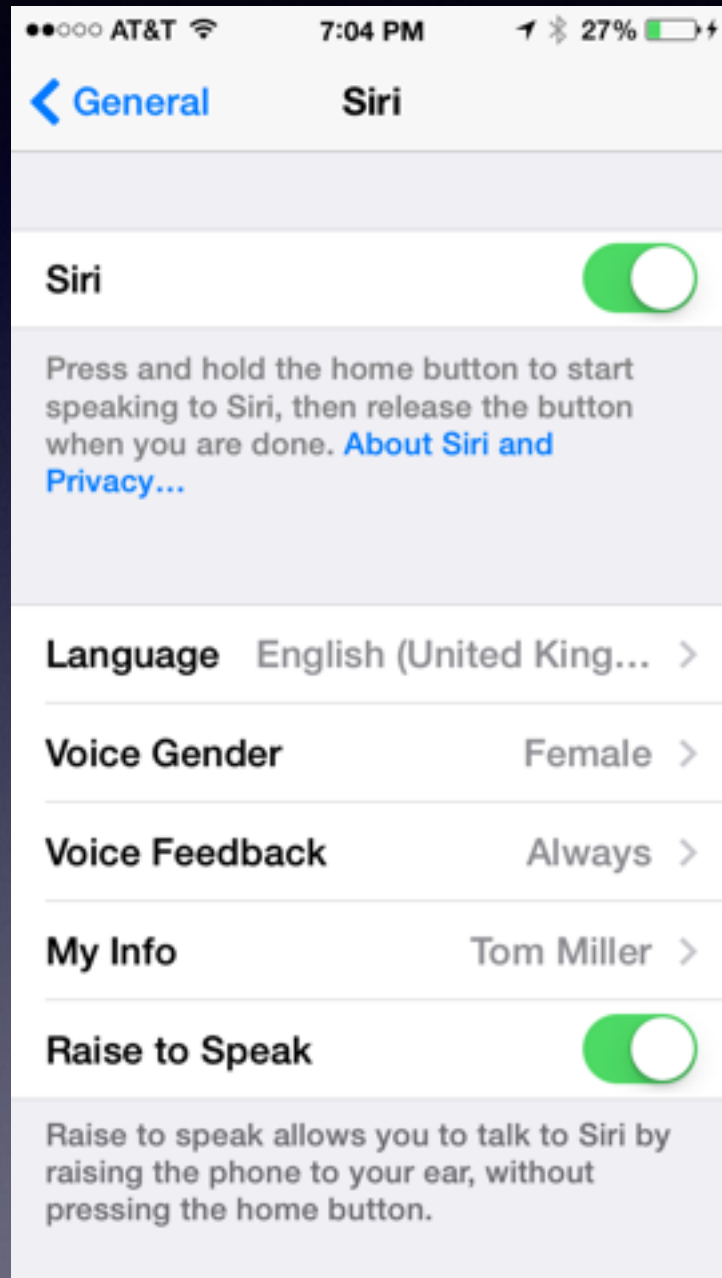 AT&T 7:04 PM 27%
General Siri
Siri
Press and hold the home button to start
speaking to Siri, then release the button
when you are done. About Siri and
Privacy...
Language English (United King...
Voice Gender Female
Voice Feedback Always
My Info Tom Miller
Raise to Speak
Raise to speak allows you to talk to Siri by
raising the phone to your ear, without
pressing the home button.